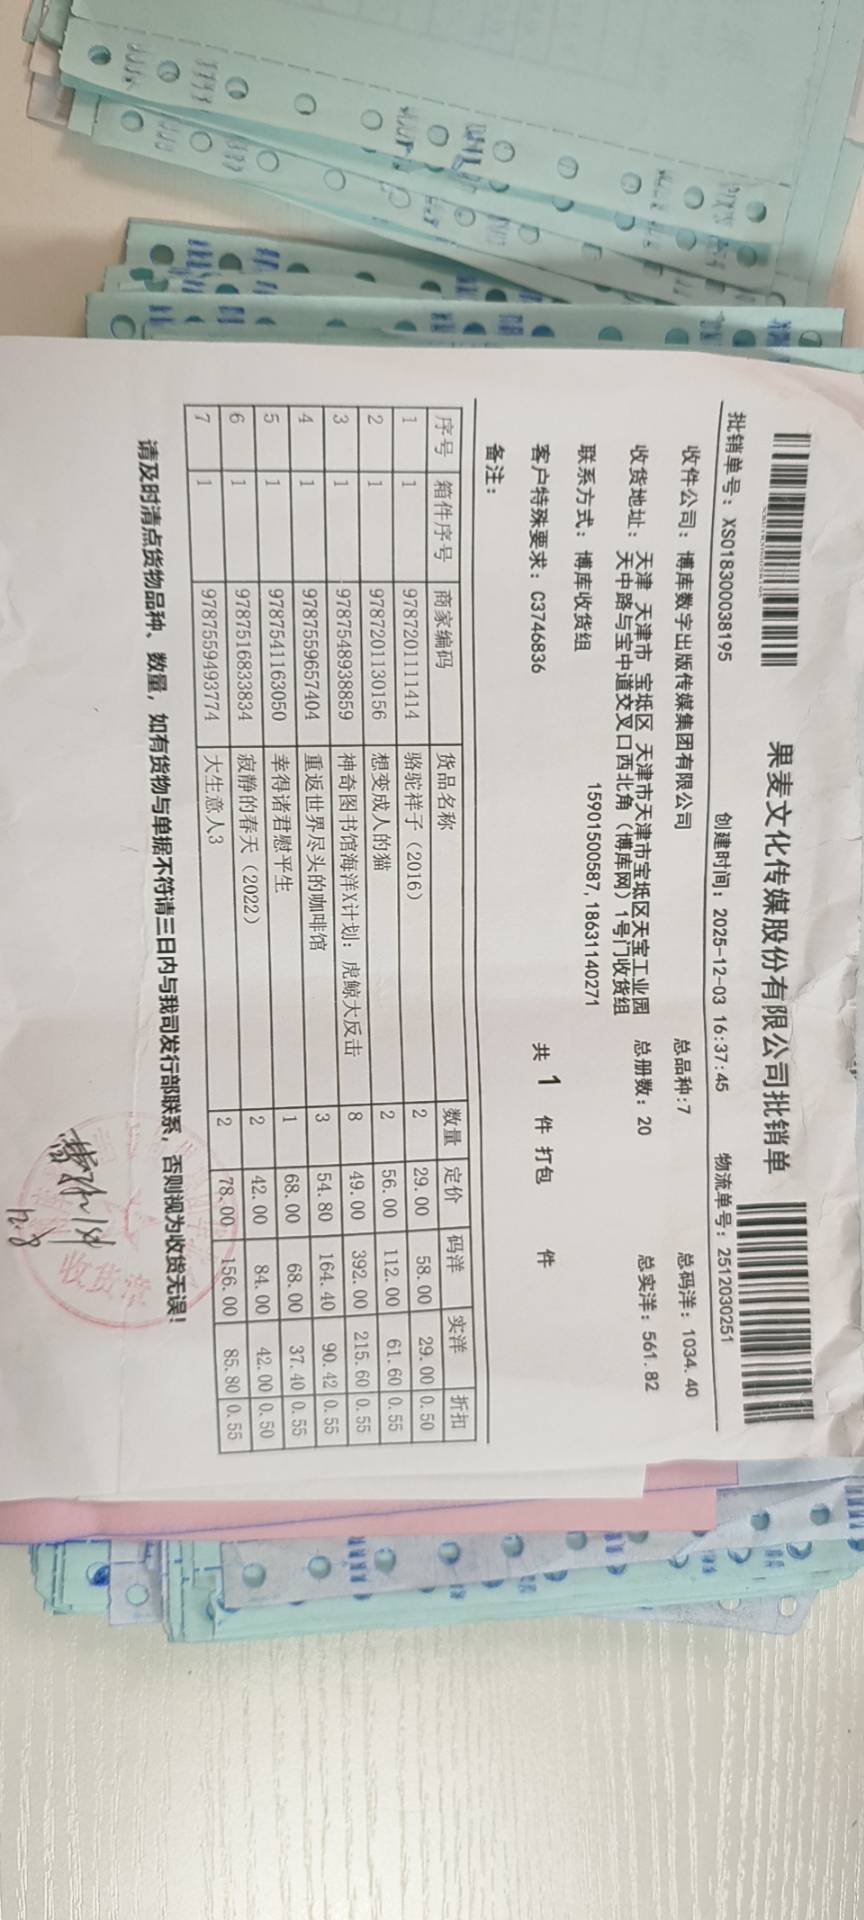 果麦文化传媒股份有限公司批销单
批销单号: XS018300038195 创建时间: 2025-12-03 16:37:45 物流单号: 2512030251
收件公司: 博库数字出版传媒集团有限公司 总品种:7 总码洋: 1034.40
收货地址: 天津 天津市 宝坻区 天津市天津市宝坻区天宝工业园 总册数: 20 总实洋: 561.82
天中路与宝中道交叉口西北角（博库网）1号门收货组
联系方式: 博库收货组 15901500587, 18631140271
客户特殊要求: C3746836 共 1 件 打包 件
备注:
序号 箱件序号 商家编码 货品名称 数量 定价 码洋 实洋 折扣
1 1 9787201111414 骆驼祥子（2016） 2 29.00 58.00 29.00 0.50
2 1 9787201130156 想变成人的猫 2 56.00 112.00 61.60 0.55
3 1 9787548938859 神奇图书馆海洋X计划: 虎鲸大反击 8 49.00 392.00 215.60 0.55
4 1 9787559657404 重返世界尽头的咖啡馆 3 54.80 164.40 90.42 0.55
5 1 9787541163050 幸得诸君慰平生 1 68.00 68.00 37.40 0.55
6 1 9787516833834 寂静的春天（2022） 2 42.00 84.00 42.00 0.50
7 1 9787559493774 大生意人3 2 78.00 156.00 85.80 0.55
请及时清点货物品种、数量, 如有货物与单据不符请三日内与我司发行部联系, 否则视为收货无误!
收货章
12.8